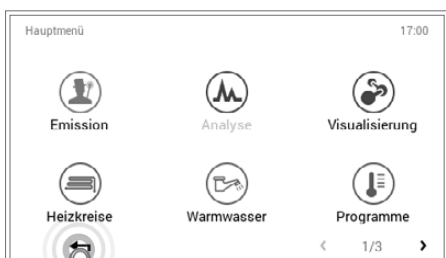 Hauptmenü 17:00
Emission Analyse Visualisierung
Heizkreise Warmwasser Programme
‹ 1/3 ›